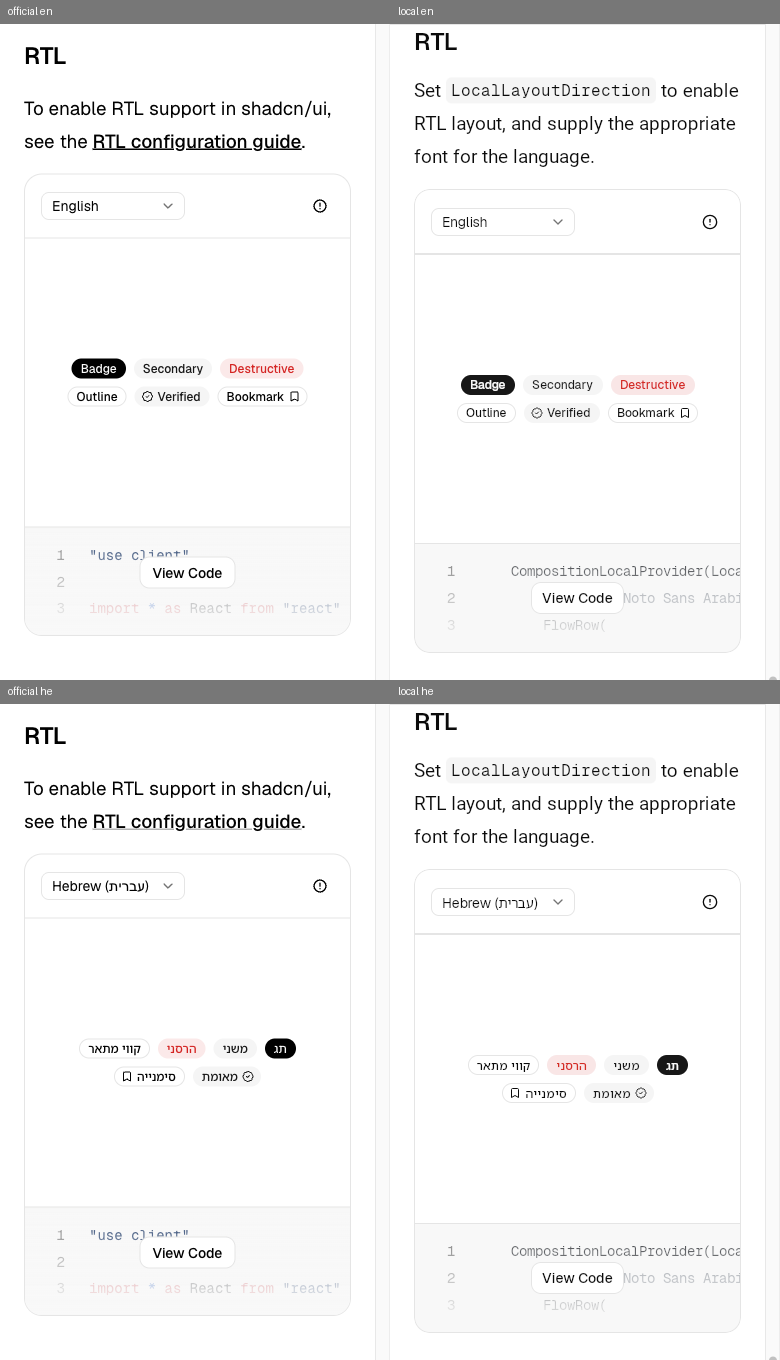 official en
RTL
To enable RTL support in shadcn/ui,
see the RTL configuration guide.
English
Badge Secondary Destructive
Outline Verified Bookmark
1 "use client"
2
3 import * as React from "react"
View Code
local en
RTL
Set LocalLayoutDirection to enable
RTL layout, and supply the appropriate
font for the language.
English
Badge Secondary Destructive
Outline Verified Bookmark
1 CompositionLocalProvider(Loca
2 Noto Sans Arabi
3 FlowRow(
View Code
official he
RTL
To enable RTL support in shadcn/ui,
see the RTL configuration guide.
Hebrew (עברית)
תג משני הרסני קווי מתאר
מאומת סימנייה
1 "use client"
2
3 import * as React from "react"
View Code
local he
RTL
Set LocalLayoutDirection to enable
RTL layout, and supply the appropriate
font for the language.
Hebrew (עברית)
תג משני הרסני קווי מתאר
מאומת סימנייה
1 CompositionLocalProvider(Loca
2 Noto Sans Arabi
3 FlowRow(
View Code